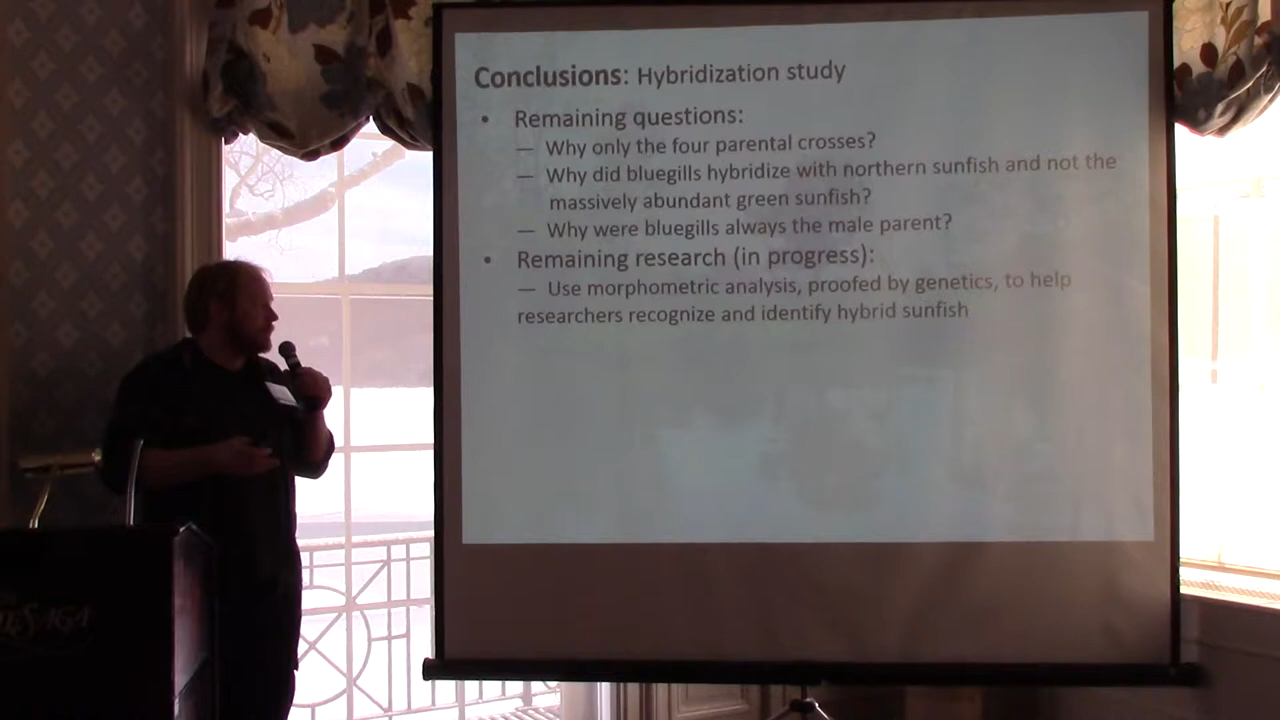 Conclusions: Hybridization study
• Remaining questions:
— Why only the four parental crosses?
— Why did bluegills hybridize with northern sunfish and not the
massively abundant green sunfish?
— Why were bluegills always the male parent?
• Remaining research (in progress):
— Use morphometric analysis, proofed by genetics, to help
researchers recognize and identify hybrid sunfish